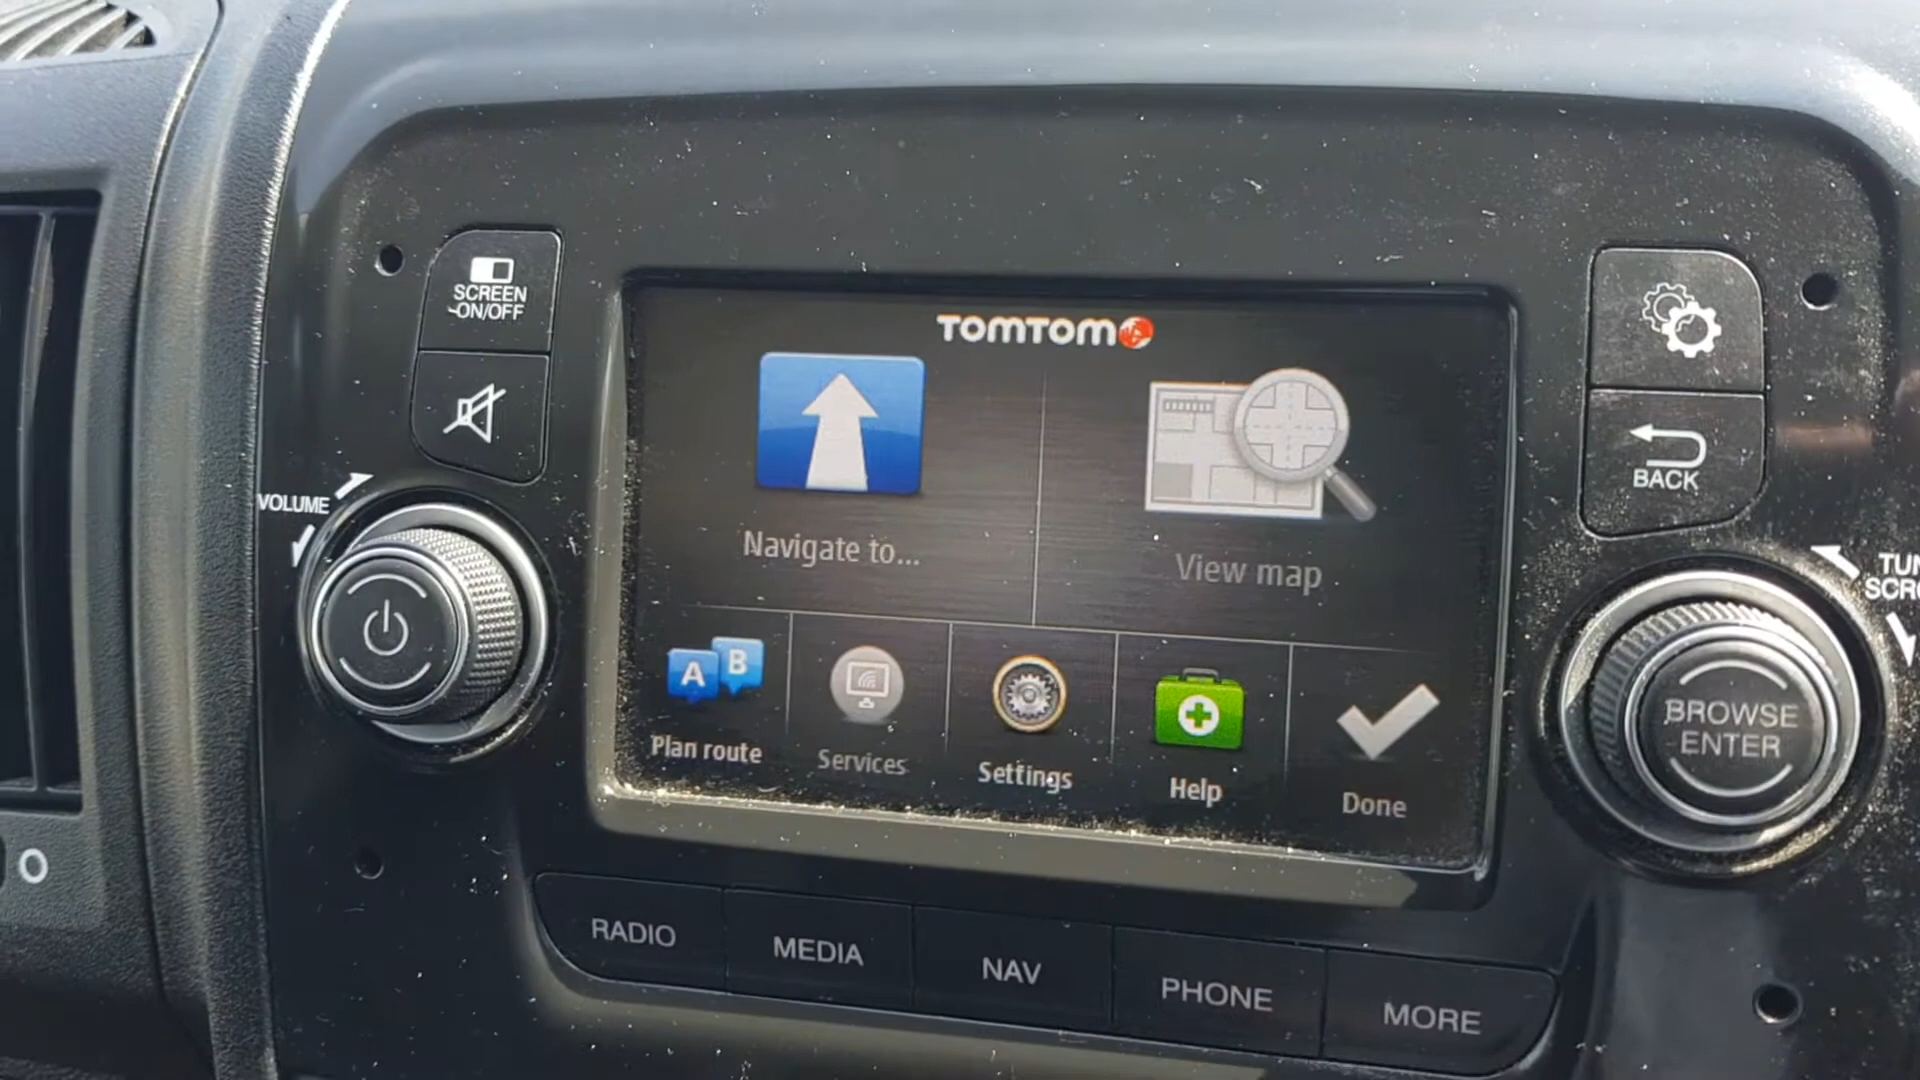 SCREEN
ON/OFF
VOLUME
TOMTOM
Navigate to...
View map
A B
Plan route
Services
Settings
Help
Done
BACK
BROWSE
ENTER
RADIO
MEDIA
NAV
PHONE
MORE